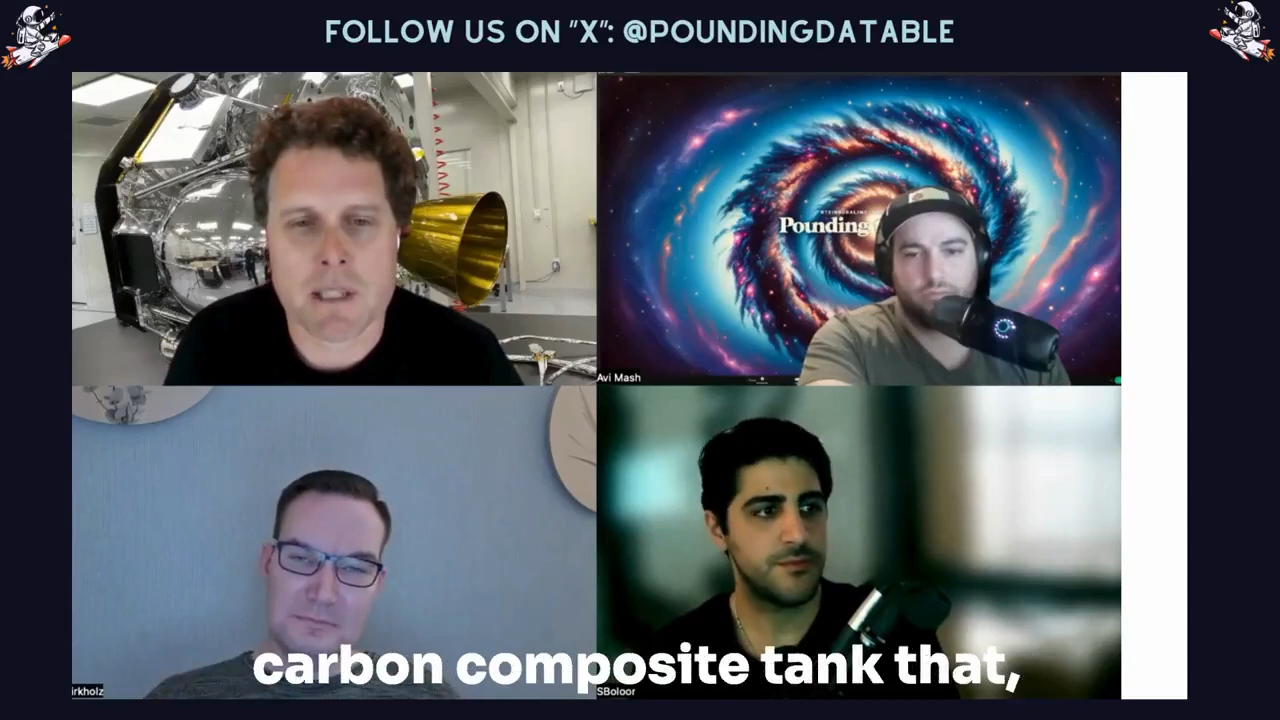 FOLLOW US ON "X": @POUNDINGDATABLE
Pounding
Avi Mash
carbon composite tank that,
irkholz
SBoloor